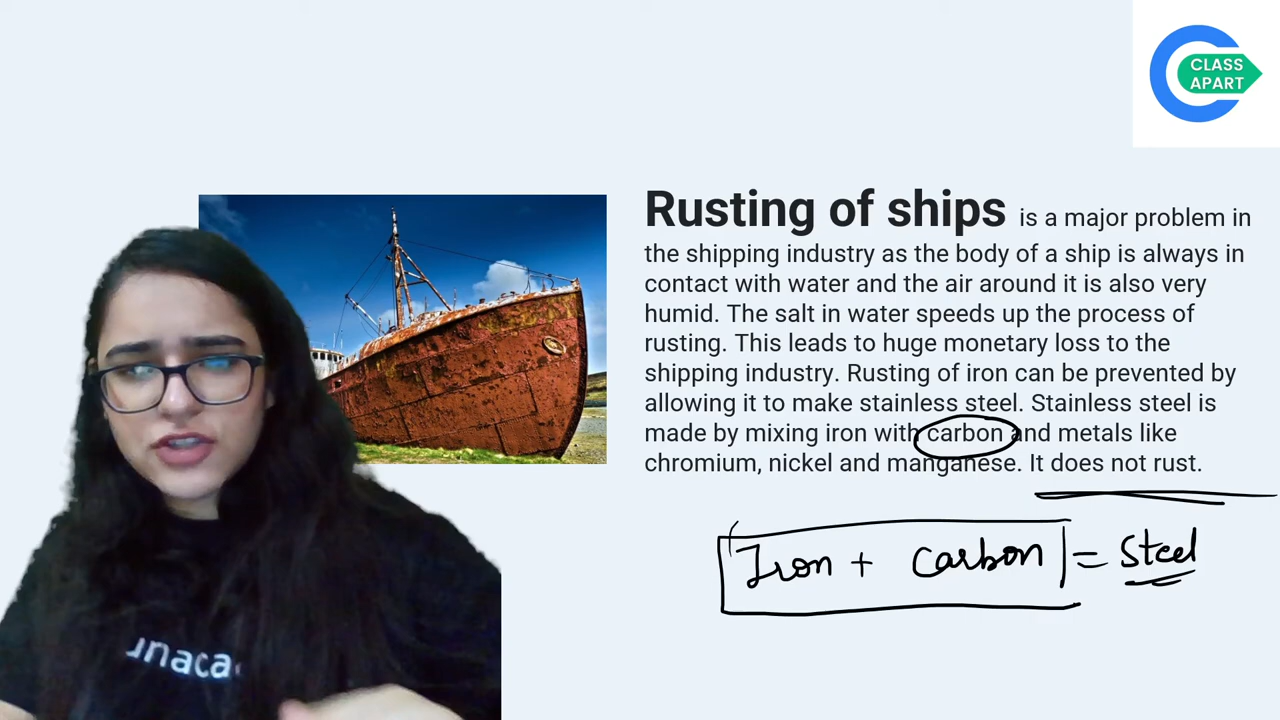 CLASS
APART
Rusting of ships is a major problem in
the shipping industry as the body of a ship is always in
contact with water and the air around it is also very
humid. The salt in water speeds up the process of
rusting. This leads to huge monetary loss to the
shipping industry. Rusting of iron can be prevented by
allowing it to make stainless steel. Stainless steel is
made by mixing iron with carbon and metals like
chromium, nickel and manganese. It does not rust.
Iron + Carbon = Steel
unaca